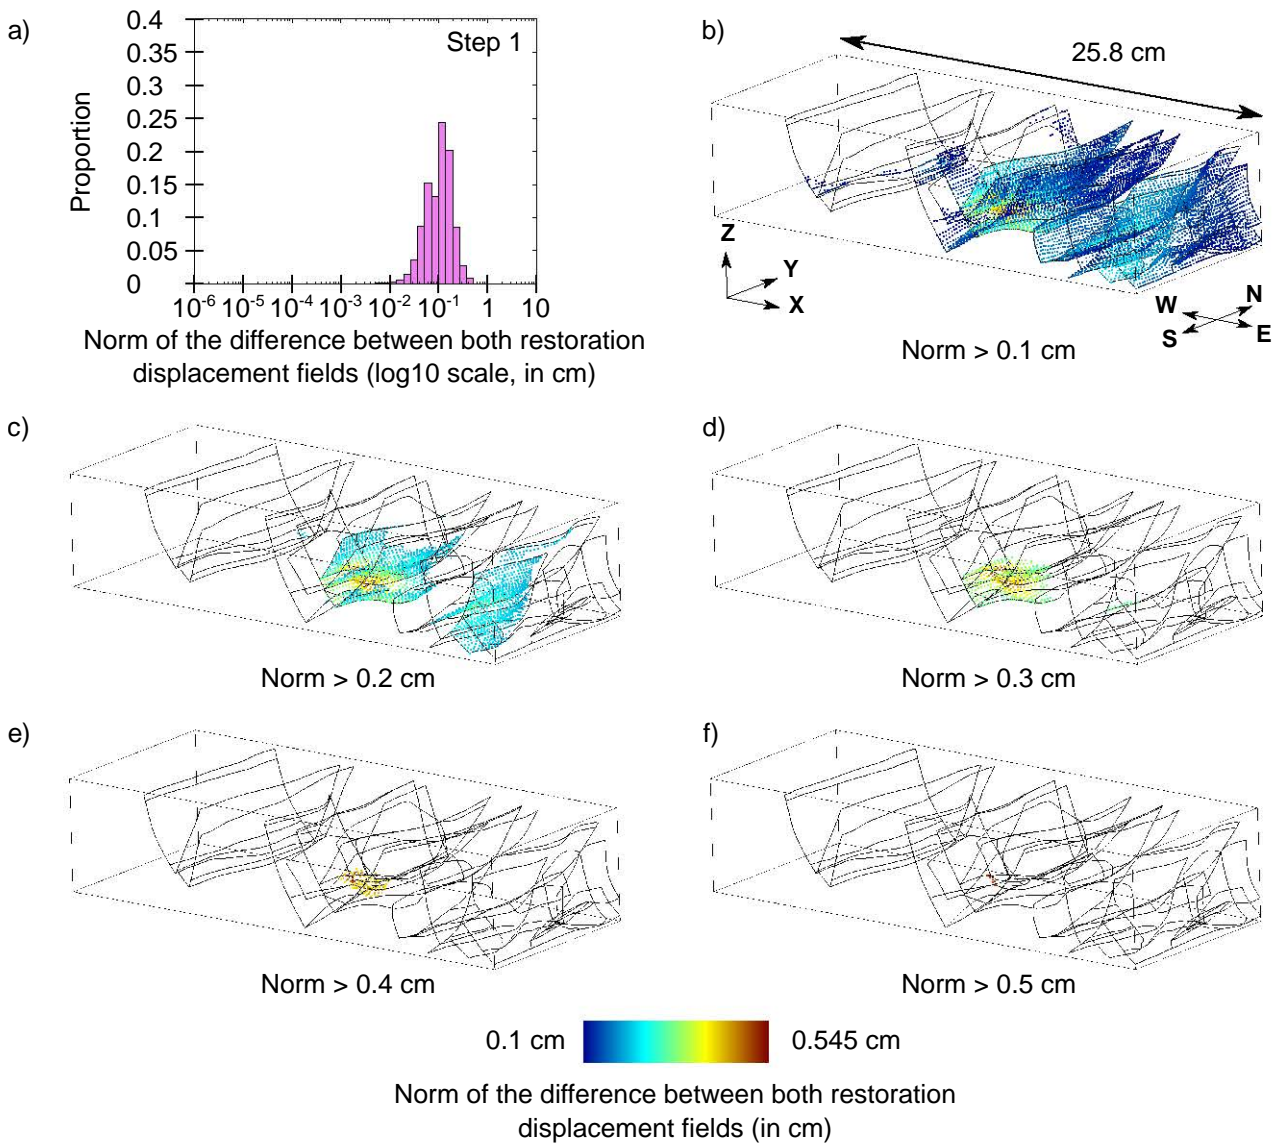 a)
0.4
0.35
0.3
0.25
0.2
0.15
0.1
0.05
0
Proportion
Step 1
10-6 10-5 10-4 10-3 10-2 10-1 1 10
Norm of the difference between both restoration
displacement fields (log10 scale, in cm)
b)
25.8 cm
Z
Y
X
W
N
S
E
Norm > 0.1 cm
c)
Norm > 0.2 cm
d)
Norm > 0.3 cm
e)
Norm > 0.4 cm
f)
Norm > 0.5 cm
0.1 cm 0.545 cm
Norm of the difference between both restoration
displacement fields (in cm)